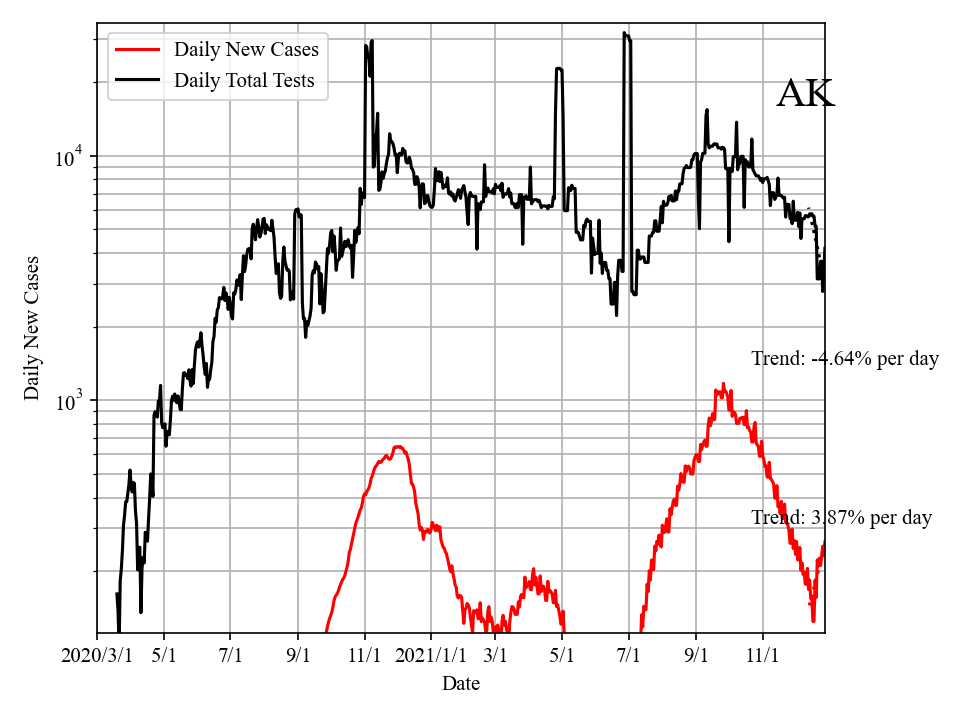 Daily New Cases
Daily Total Tests
AK
10^4
10^3
Daily New Cases
Trend: -4.64% per day
Trend: 3.87% per day
2020/3/1 5/1 7/1 9/1 11/1 2021/1/1 3/1 5/1 7/1 9/1 11/1
Date